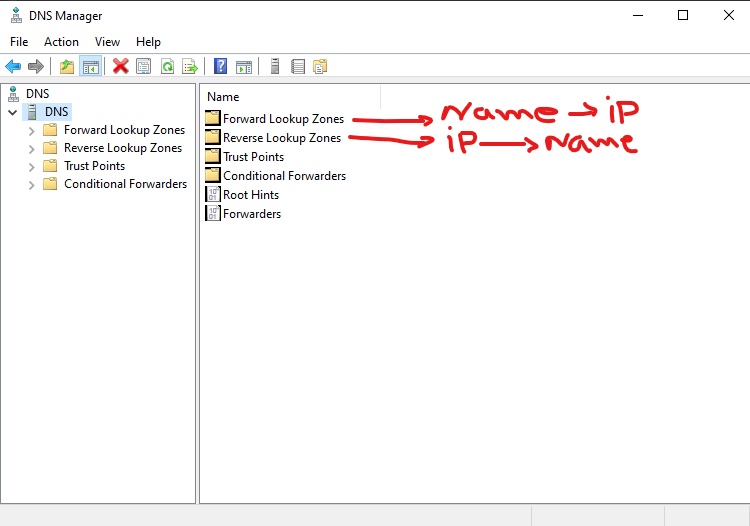 DNS Manager
File Action View Help
DNS
DNS
Forward Lookup Zones
Reverse Lookup Zones
Trust Points
Conditional Forwarders
Name
Forward Lookup Zones → Name → iP
Reverse Lookup Zones → iP → Name
Trust Points
Conditional Forwarders
Root Hints
Forwarders